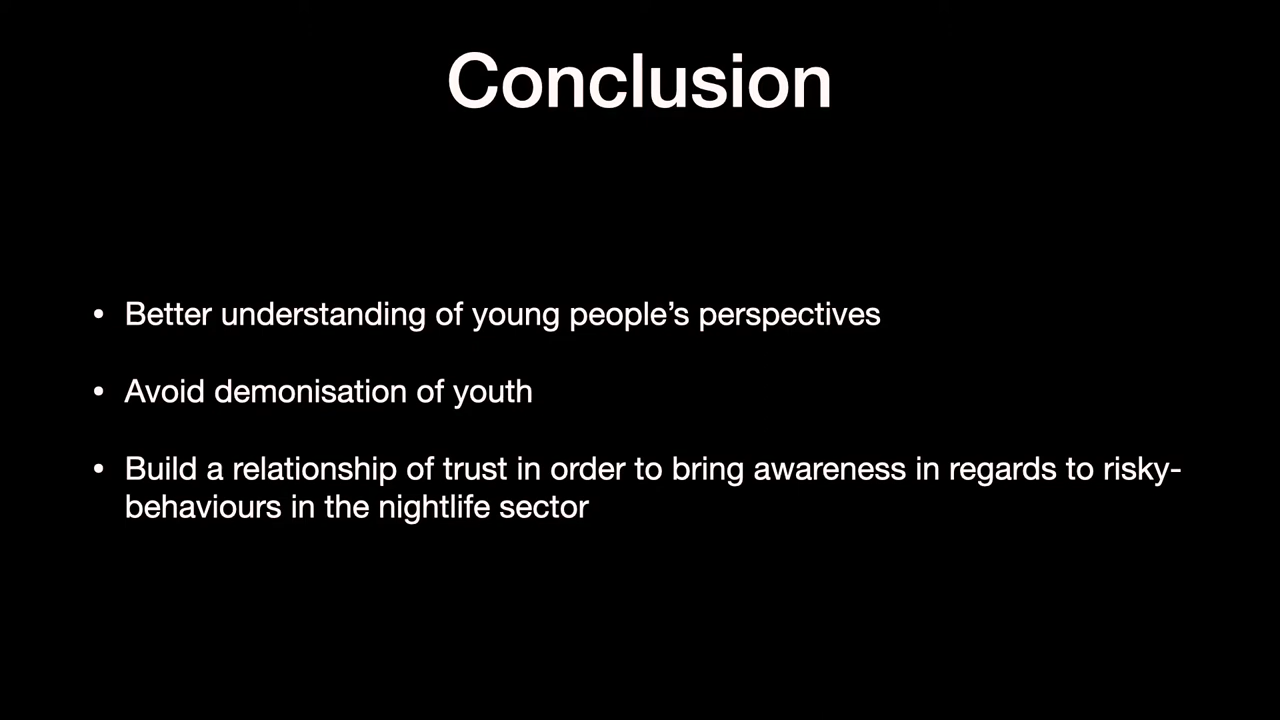 Conclusion
• Better understanding of young people’s perspectives
• Avoid demonisation of youth
• Build a relationship of trust in order to bring awareness in regards to risky-
behaviours in the nightlife sector